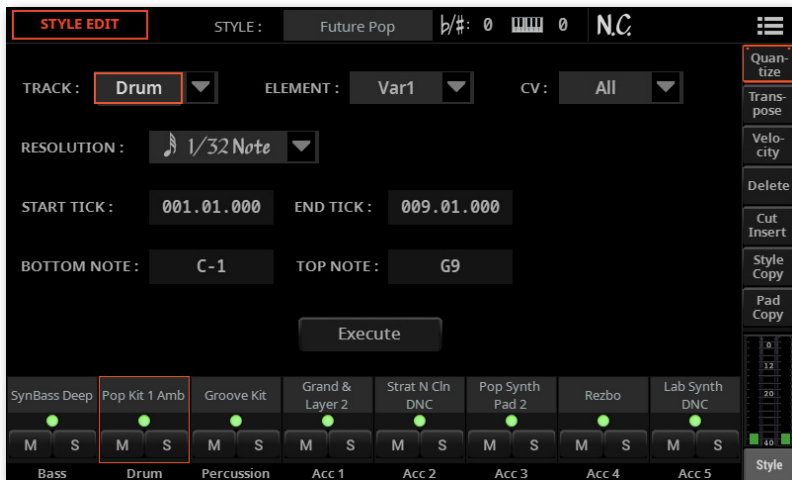 STYLE EDIT STYLE : Future Pop b/#: 0 0 N.C.
TRACK : Drum ELEMENT : Var1 CV : All
RESOLUTION : 1/32 Note
START TICK : 001.01.000 END TICK : 009.01.000
BOTTOM NOTE : C-1 TOP NOTE : G9
Execute
Quan-
tize
Trans-
pose
Velo-
city
Delete
Cut
Insert
Style
Copy
Pad
Copy
0
12
20
40
Style
SynBass Deep Pop Kit 1 Amb Groove Kit Grand & Strat N Cln Pop Synth Rezbo Lab Synth
Layer 2 DNC Pad 2 DNC
M S M S M S M S M S M S M S M S
Bass Drum Percussion Acc 1 Acc 2 Acc 3 Acc 4 Acc 5